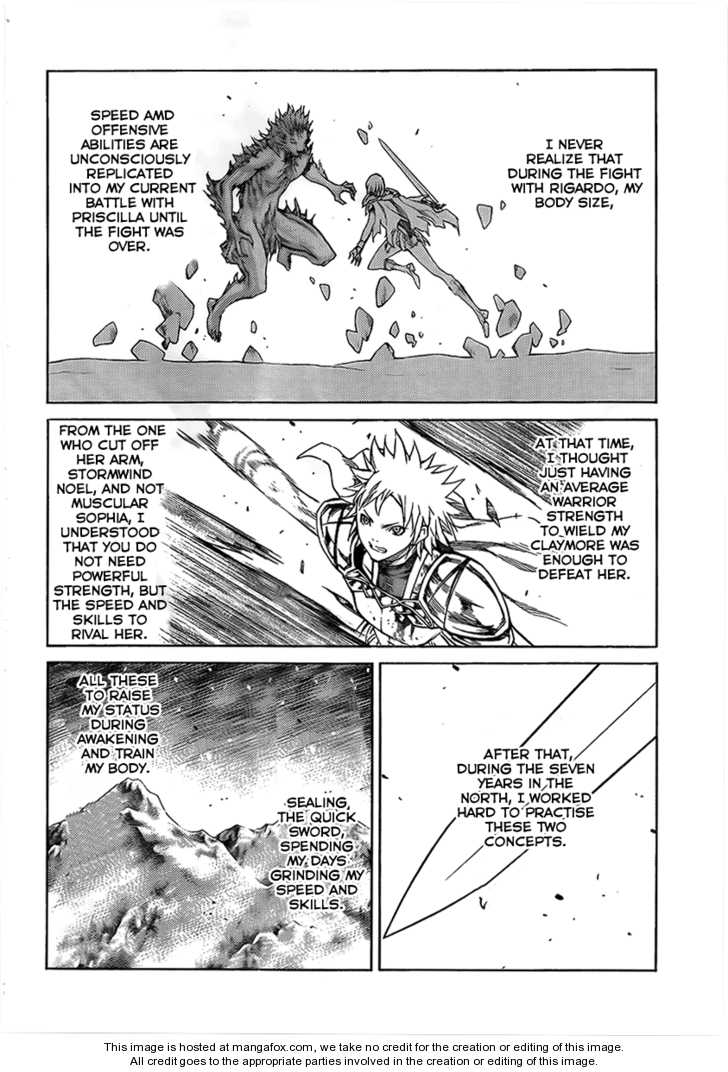 I NEVER
REALIZE THAT
DURING THE FIGHT
WITH RIGARDO, MY
BODY SIZE,
SPEED AMD
OFFENSIVE
ABILITIES ARE
UNCONSCIOUSLY
REPLICATED
INTO MY CURRENT
BATTLE WITH
PRISCILLA UNTIL
THE FIGHT WAS
OVER.
AT THAT TIME,
I THOUGHT
JUST HAVING
AN AVERAGE
WARRIOR
STRENGTH
TO WIELD MY
CLAYMORE WAS
ENOUGH TO
DEFEAT HER.
FROM THE ONE
WHO CUT OFF
HER ARM,
STORMWIND
NOEL, AND NOT
MUSCULAR
SOPHIA, I
UNDERSTOOD
THAT YOU DO
NOT NEED
POWERFUL
STRENGTH, BUT
THE SPEED AND
SKILLS TO
RIVAL HER.
AFTER THAT,
DURING THE SEVEN
YEARS IN THE
NORTH, I WORKED
HARD TO PRACTISE
THESE TWO
CONCEPTS.
SEALING,
THE QUICK
SWORD,
SPENDING
MY DAYS
GRINDING MY
SPEED AND
SKILLS.
ALL THESE
TO RAISE
MY STATUS
DURING
AWAKENING
AND TRAIN
MY BODY.
This image is hosted at mangafox.com, we take no credit for the creation or editing of this image.
All credit goes to the appropriate parties involved in the creation or editing of this image.